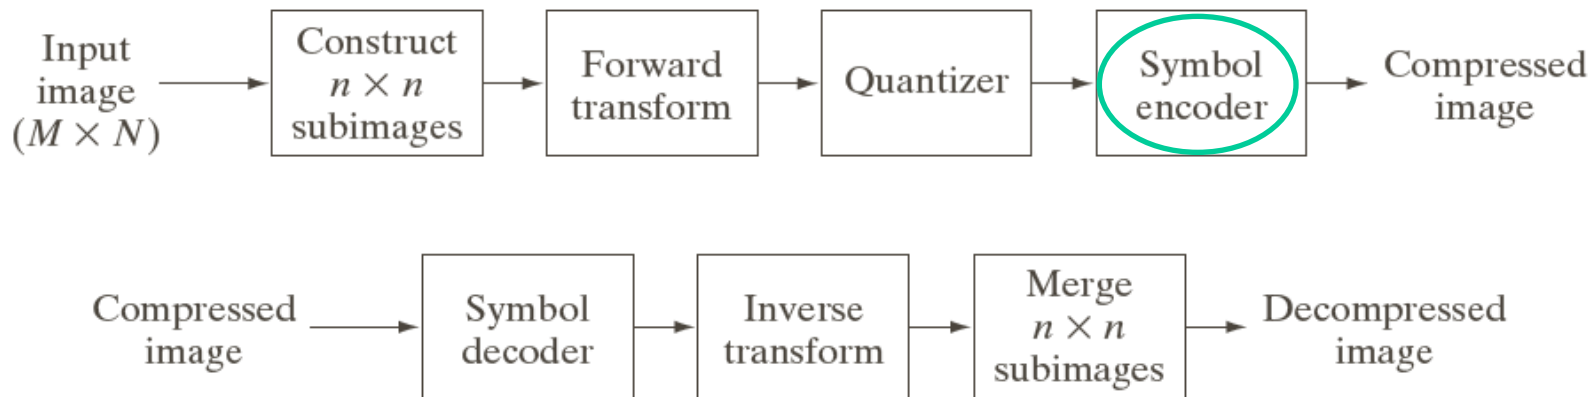 Input
image
(M × N)
Construct
n × n
subimages
Forward
transform
Quantizer
Symbol
encoder
Compressed
image
Compressed
image
Symbol
decoder
Inverse
transform
Merge
n × n
subimages
Decompressed
image